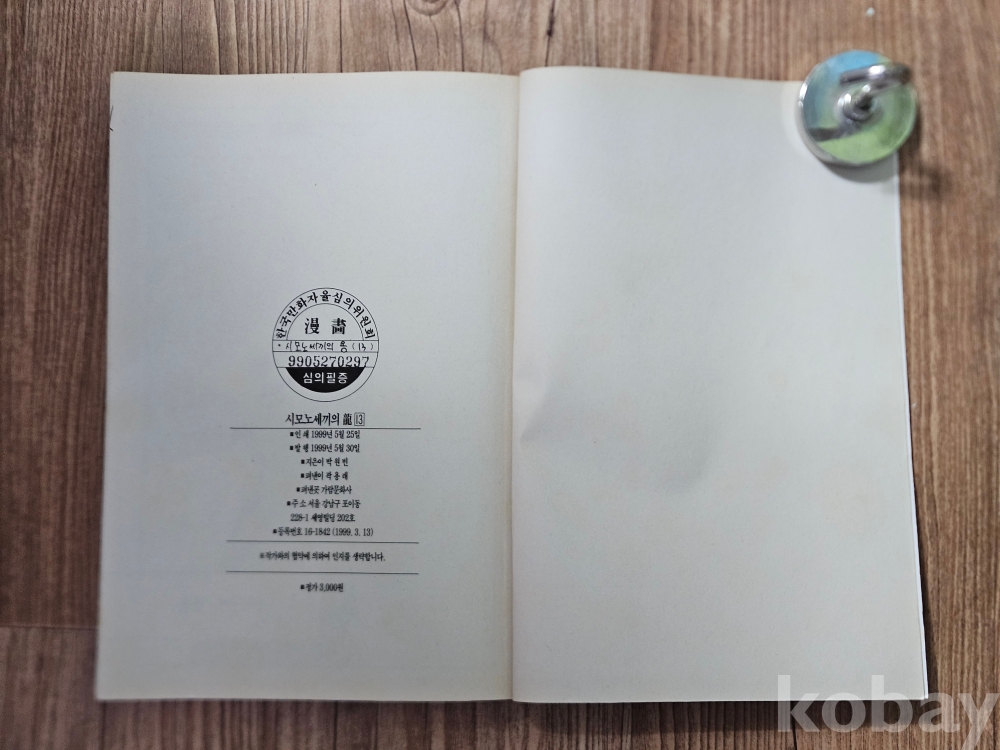 한국만화자율심의위원회
漫畵
시모노세끼의 용 (13)
9905270297
심의필증
시모노세끼의 龍 13
■인 쇄 1999년 5월 25일
■발 행 1999년 5월 30일
■지은이 박 원 빈
■펴낸이 곽 용 래
■펴낸곳 가람문화사
■주 소 서울 강남구 포이동
228-1 세영빌딩 202호
■등록번호 16-1842 (1999. 3. 13)
※작가와의 협약에 의하여 인지를 생략합니다.
■정가 3,000원
kobay